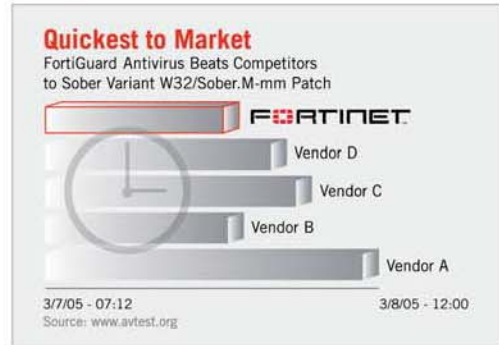 Quickest to Market
FortiGuard Antivirus Beats Competitors
to Sober Variant W32/Sober.M-mm Patch
FORTINET
Vendor D
Vendor C
Vendor B
Vendor A
3/7/05 - 07:12 3/8/05 - 12:00
Source: www.avtest.org